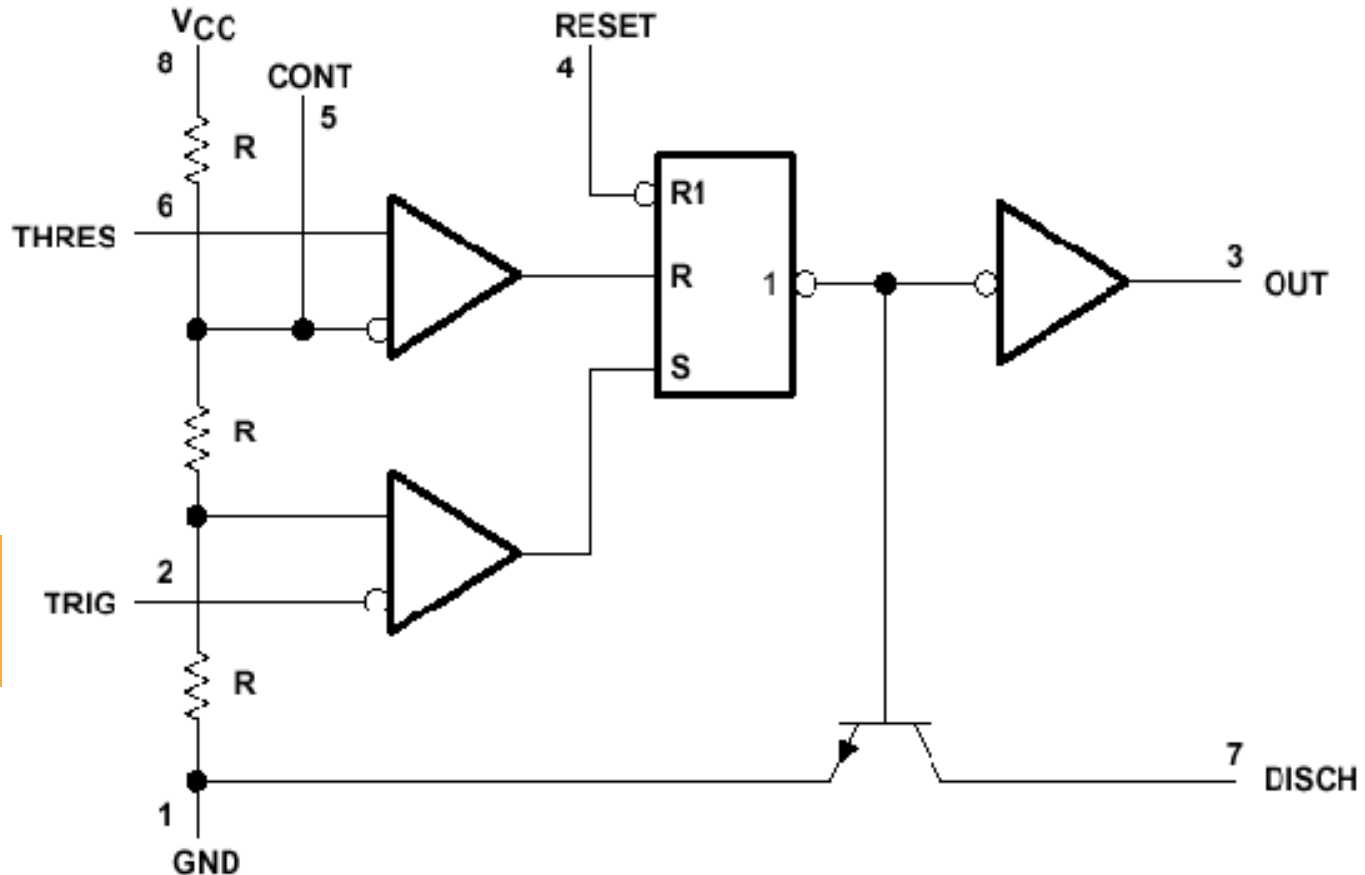 VCC
8
CONT
5
RESET
4
R
6
THRES
R1
R
1
S
3
OUT
R
2
TRIG
R
7
DISCH
1
GND